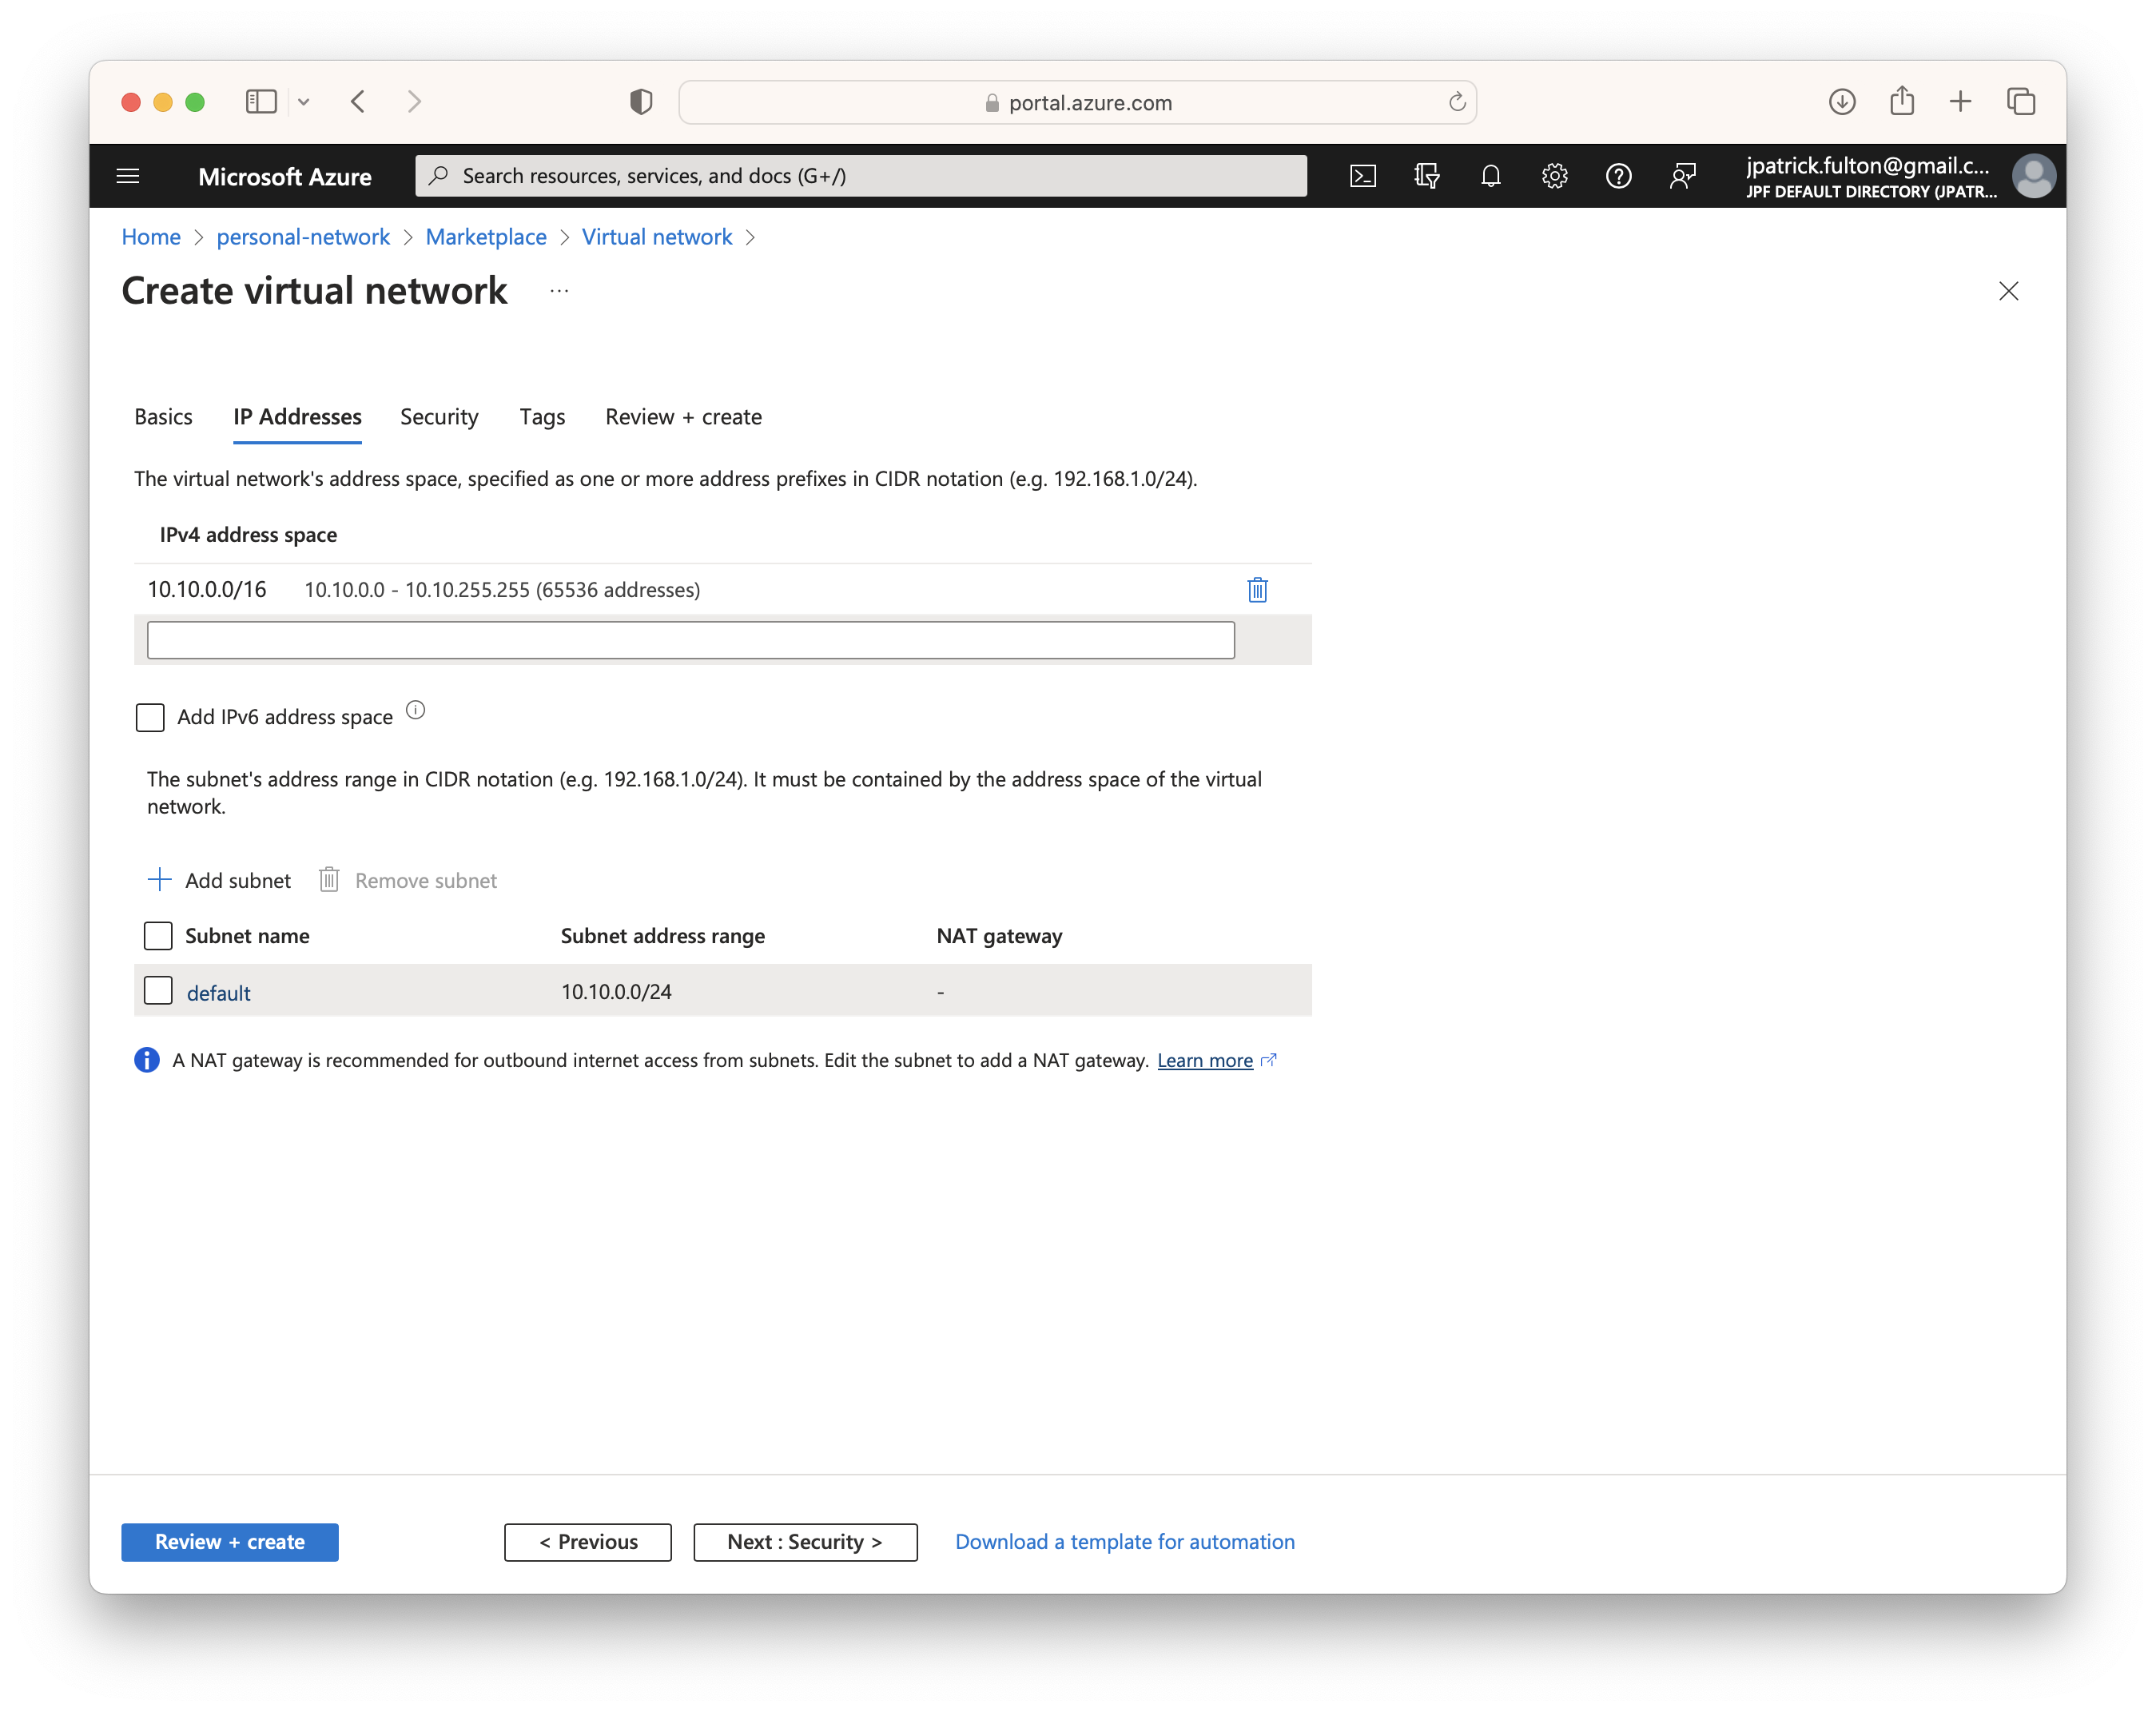 portal.azure.com
Microsoft Azure
Search resources, services, and docs (G+/)
jpatrick.fulton@gmail.c...
JPF DEFAULT DIRECTORY (JPATR...
Home > personal-network > Marketplace > Virtual network >
Create virtual network ...
Basics IP Addresses Security Tags Review + create
The virtual network's address space, specified as one or more address prefixes in CIDR notation (e.g. 192.168.1.0/24).
IPv4 address space
10.10.0.0/16 10.10.0.0 - 10.10.255.255 (65536 addresses)
Add IPv6 address space
The subnet's address range in CIDR notation (e.g. 192.168.1.0/24). It must be contained by the address space of the virtual
network.
Add subnet Remove subnet
Subnet name Subnet address range NAT gateway
default 10.10.0.0/24 -
A NAT gateway is recommended for outbound internet access from subnets. Edit the subnet to add a NAT gateway. Learn more
Review + create < Previous Next : Security > Download a template for automation